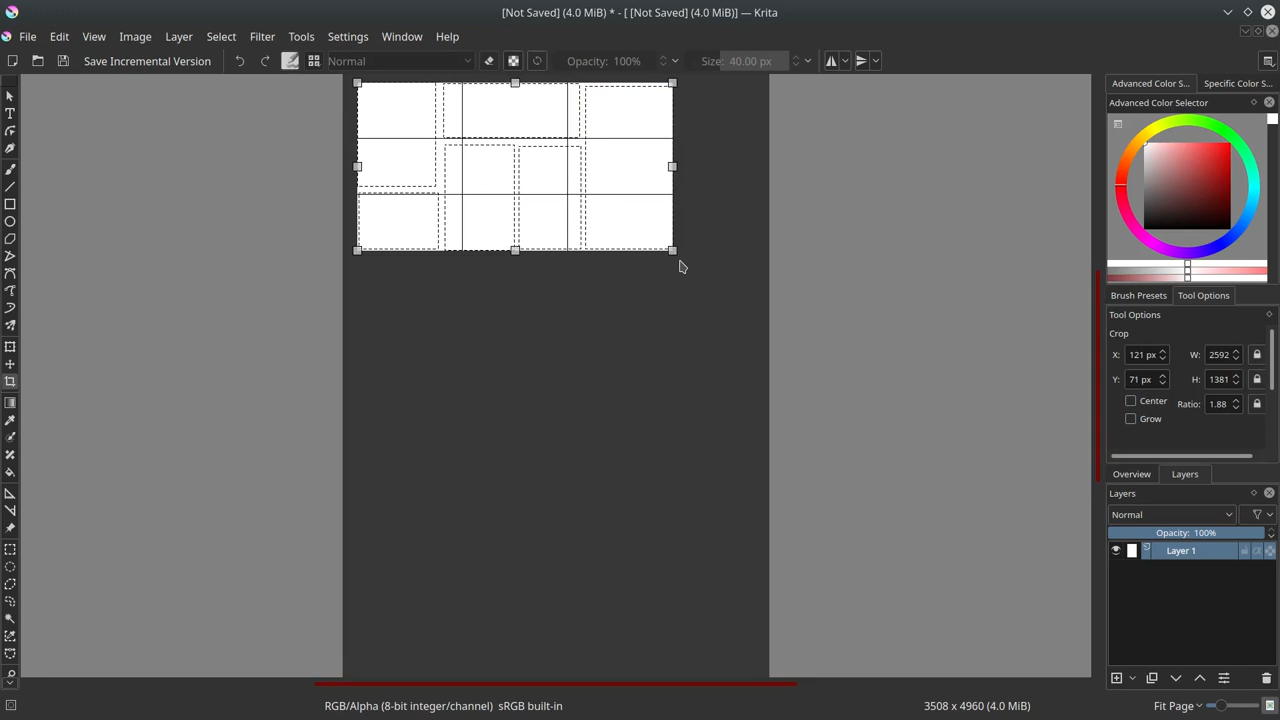 [Not Saved] (4.0 MiB) * - [ [Not Saved] (4.0 MiB)] — Krita
File Edit View Image Layer Select Filter Tools Settings Window Help
Save Incremental Version Normal Opacity: 100% Size: 40.00 px
Advanced Color S... Specific Color S...
Advanced Color Selector
Brush Presets Tool Options
Tool Options
Crop
X: 121 px W: 2592
Y: 71 px H: 1381
Center Ratio: 1.88
Grow
Overview Layers
Layers
Normal
Opacity: 100%
Layer 1
RGB/Alpha (8-bit integer/channel) sRGB built-in 3508 x 4960 (4.0 MiB) Fit Page